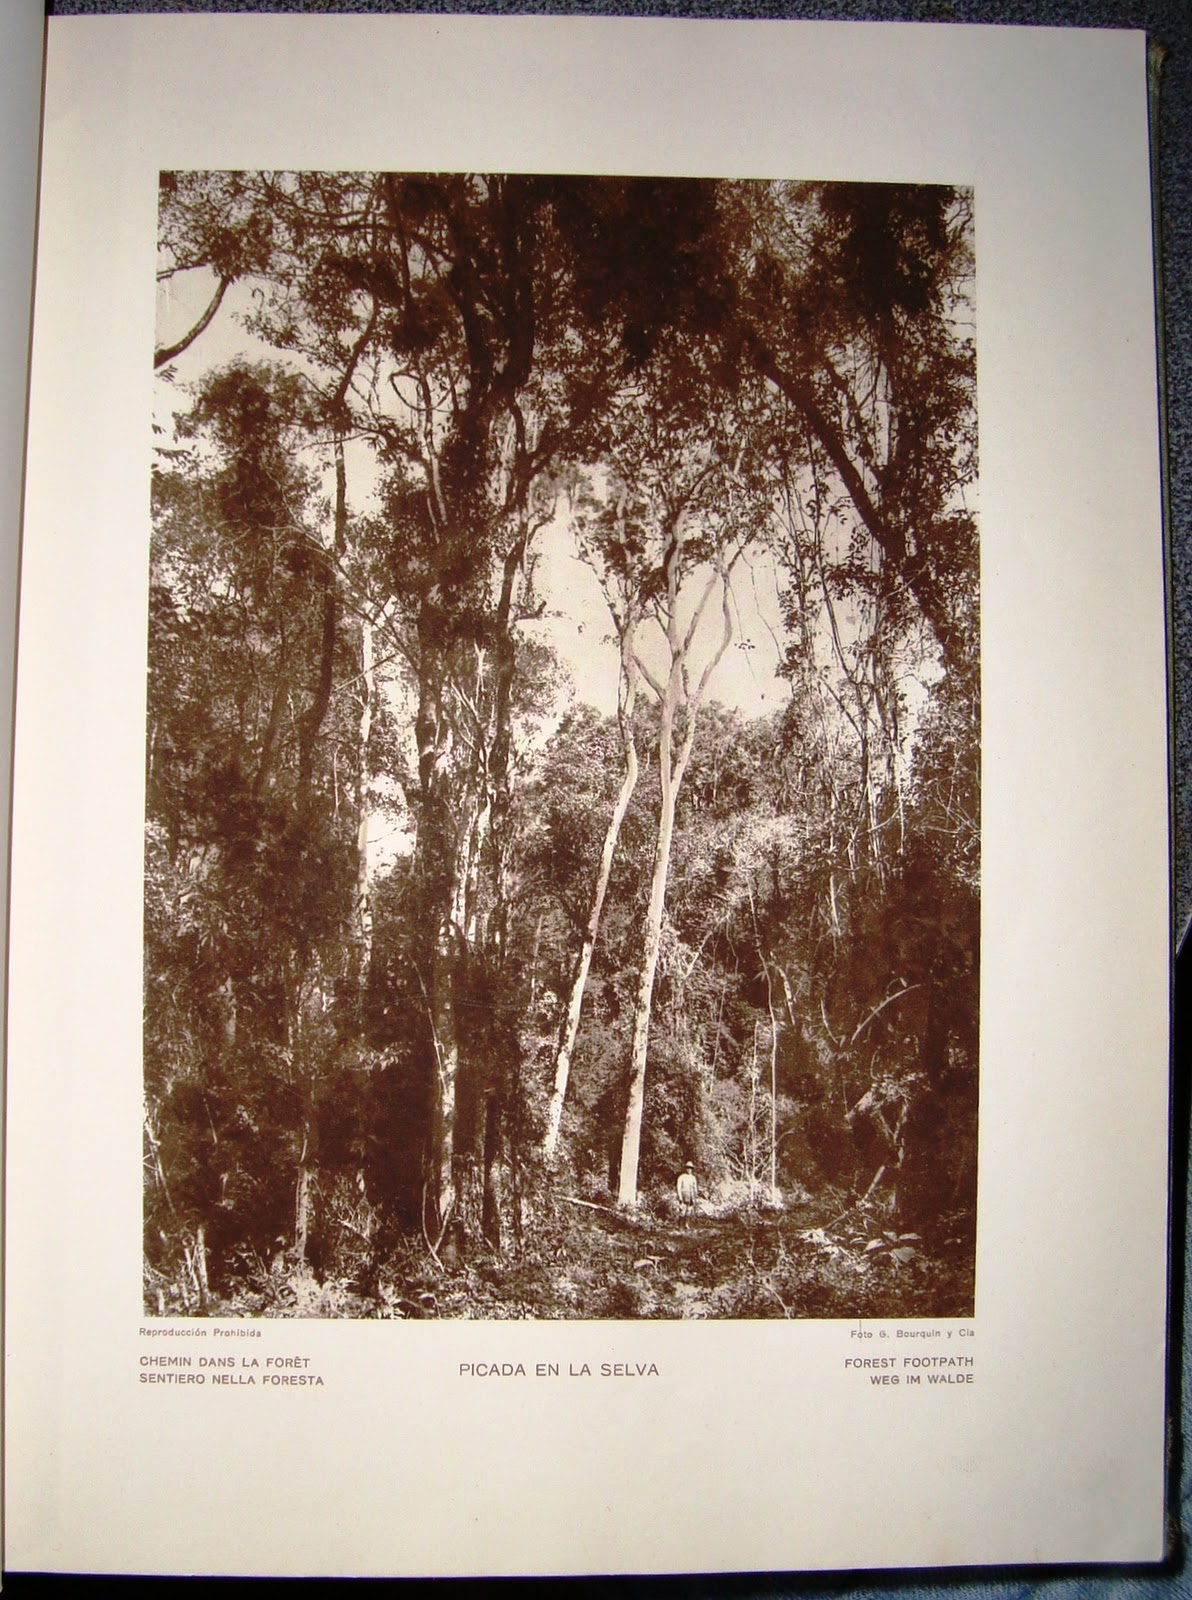 Reproducción Prohibida
Foto G. Bourquin y Cia
CHEMIN DANS LA FORÊT
SENTIERO NELLA FORESTA
PICADA EN LA SELVA
FOREST FOOTPATH
WEG IM WALDE